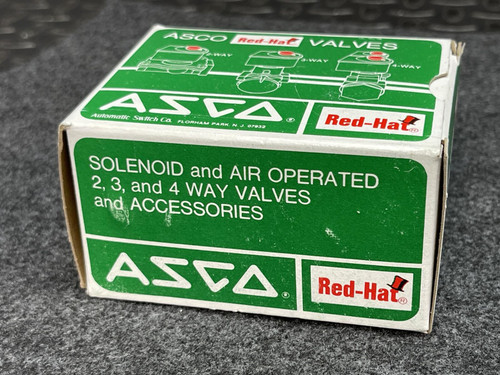 ASCO Red-Hat VALVES
2-WAY
3-WAY
4-WAY
ASCO ®
Automatic Switch Co. FLORHAM PARK, N.J. 07932
Red-Hat®
SOLENOID and AIR OPERATED
2, 3, and 4 WAY VALVES
and ACCESSORIES
ASCO®
Red-Hat®